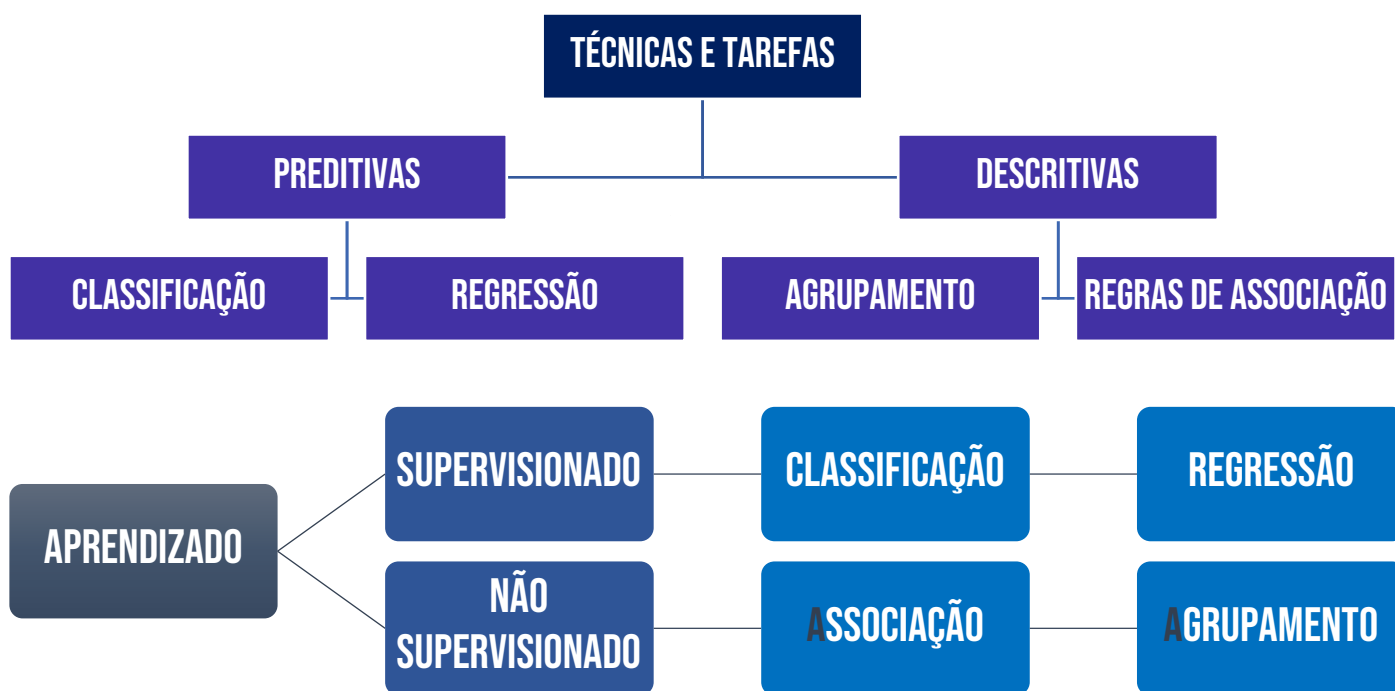 TÉCNICAS E TAREFAS
PREDITIVAS
DESCRITIVAS
CLASSIFICAÇÃO
REGRESSÃO
AGRUPAMENTO
REGRAS DE ASSOCIAÇÃO
SUPERVISIONADO
CLASSIFICAÇÃO
REGRESSÃO
APRENDIZADO
NÃO
SUPERVISIONADO
ASSOCIAÇÃO
AGRUPAMENTO